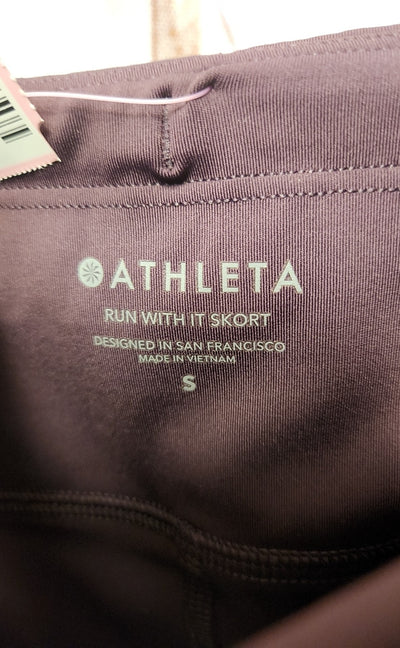 ATHLETA
RUN WITH IT SKORT
DESIGNED IN SAN FRANCISCO
MADE IN VIETNAM
S